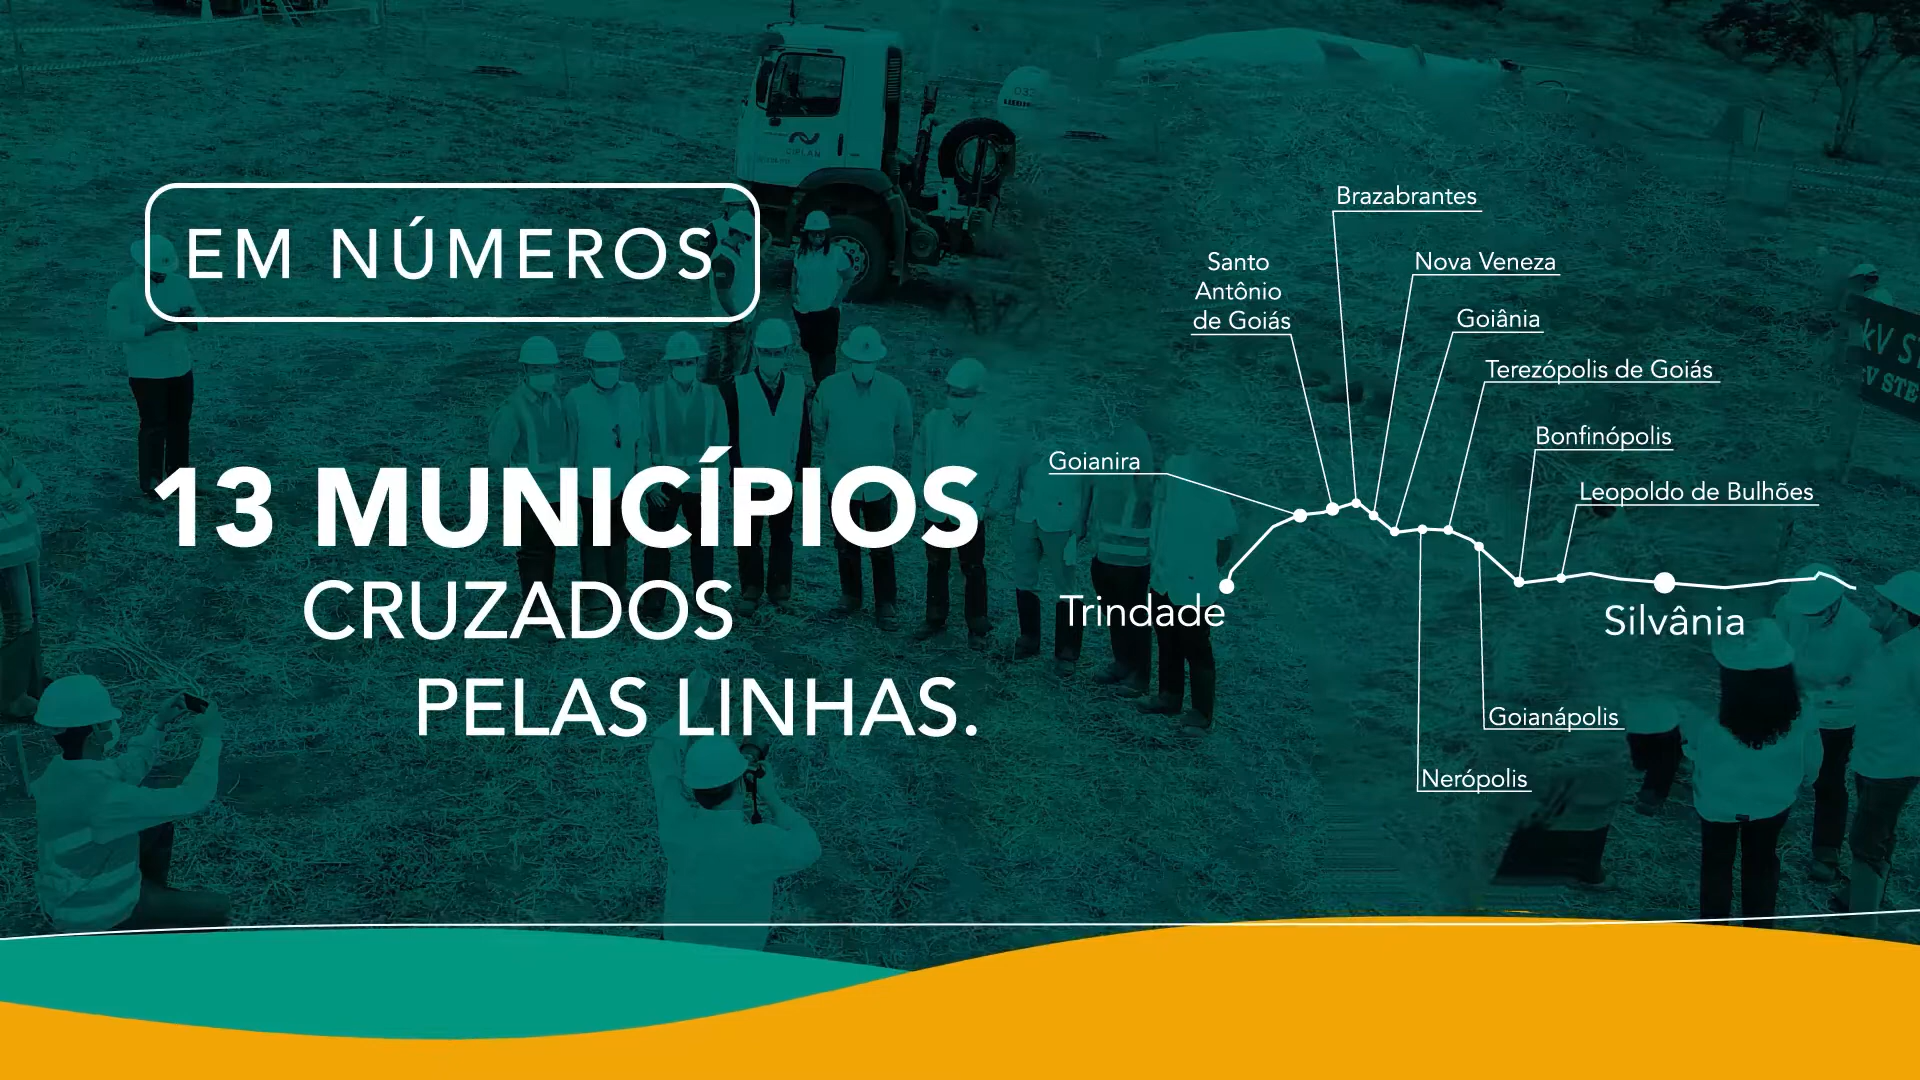 EM NÚMEROS
13 MUNICÍPIOS
CRUZADOS
PELAS LINHAS.
Brazabrantes
Santo
Antônio
de Goiás
Nova Veneza
Goiânia
Terezópolis de Goiás
Bonfinópolis
Leopoldo de Bulhões
Goianira
Trindade
Silvânia
Goianápolis
Nerópolis